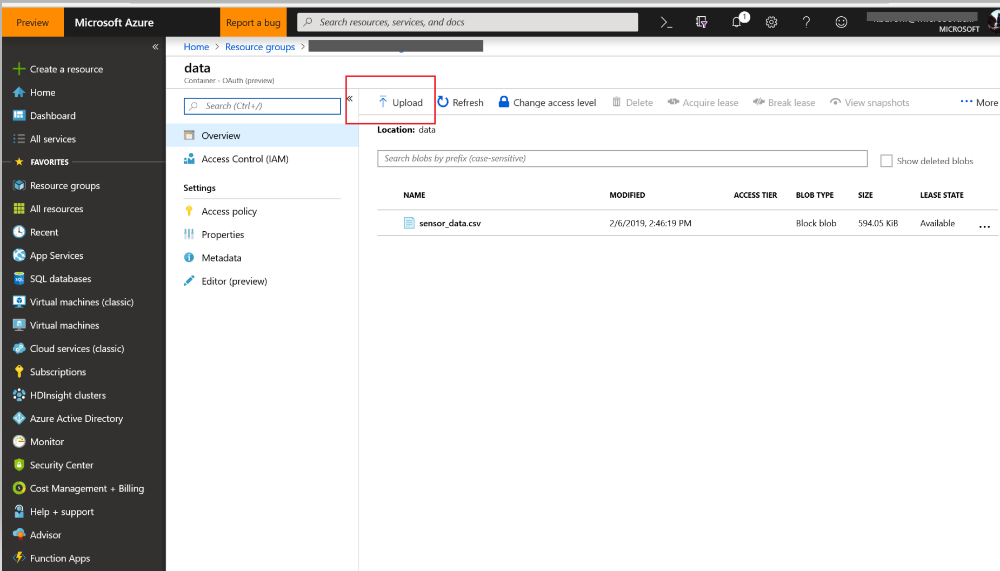 Preview
Microsoft Azure
Report a bug
Search resources, services, and docs
1
MICROSOFT
Home > Resource groups >
data
Container - OAuth (preview)
Create a resource
Home
Dashboard
All services
FAVORITES
Resource groups
All resources
Recent
App Services
SQL databases
Virtual machines (classic)
Virtual machines
Cloud services (classic)
Subscriptions
HDInsight clusters
Azure Active Directory
Monitor
Security Center
Cost Management + Billing
Help + support
Advisor
Function Apps
Search (Ctrl+/)
Overview
Access Control (IAM)
Settings
Access policy
Properties
Metadata
Editor (preview)
Upload Refresh Change access level Delete Acquire lease Break lease View snapshots ... More
Location: data
Search blobs by prefix (case-sensitive)
Show deleted blobs
NAME MODIFIED ACCESS TIER BLOB TYPE SIZE LEASE STATE
sensor_data.csv 2/6/2019, 2:46:19 PM Block blob 594.05 KiB Available ...